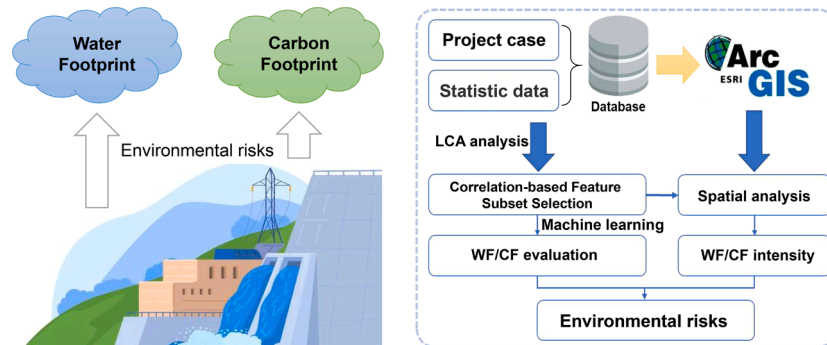 Water
Footprint
Carbon
Footprint
Environmental risks
Project case
Statistic data
Database
Arc
ESRI
GIS
LCA analysis
Correlation-based Feature
Subset Selection
Spatial analysis
Machine learning
WF/CF evaluation
WF/CF intensity
Environmental risks